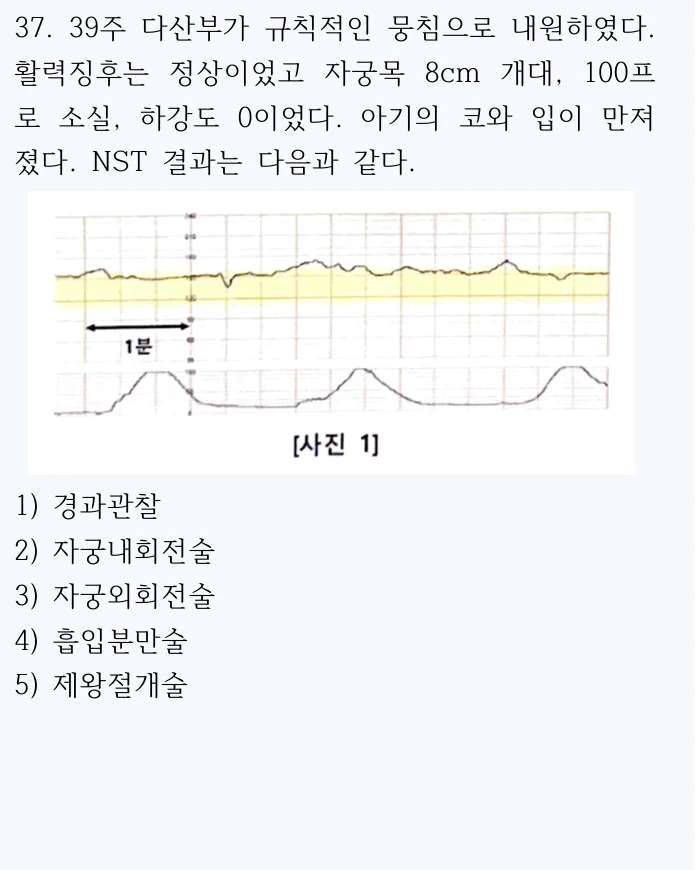 37. 39주 다산부가 규칙적인 뭉침으로 내원하였다.
활력징후는 정상이었고 자궁목 8cm 개대, 100프
로 소실, 하강도 0이었다. 아기의 코와 입이 만져
졌다. NST 결과는 다음과 같다.
240
210
180
120
1분
[사진 1]
1) 경과관찰
2) 자궁내회전술
3) 자궁외회전술
4) 흡입분만술
5) 제왕절개술